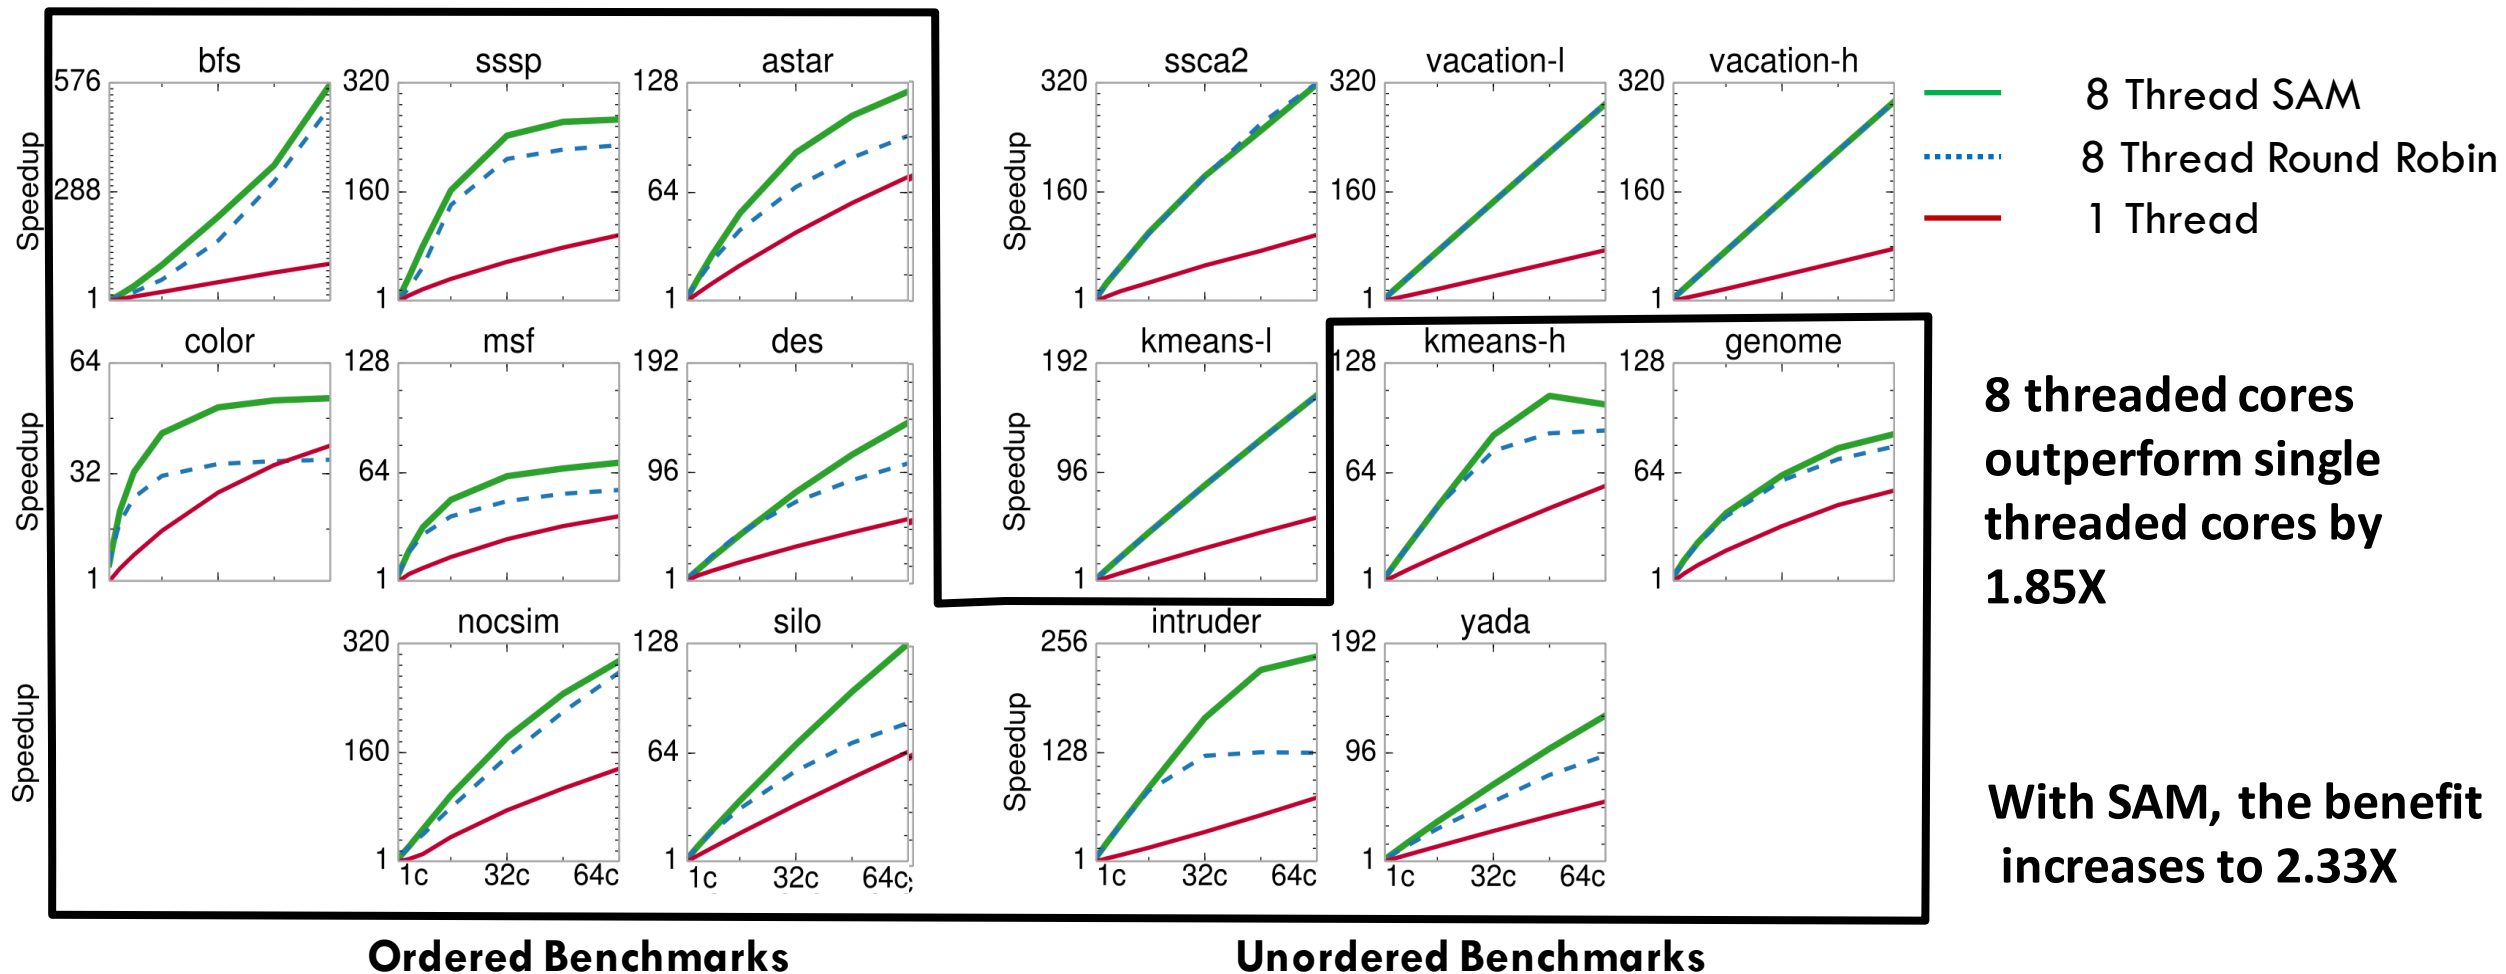 bfs
576
288
1
Speedup
sssp
320
160
1
astar
128
64
1
ssca2
320
160
1
Speedup
vacation-l
320
160
1
vacation-h
320
160
1
8 Thread SAM
8 Thread Round Robin
1 Thread
color
64
32
1
Speedup
msf
128
64
1
des
192
96
1
kmeans-l
192
96
1
Speedup
kmeans-h
128
64
1
genome
128
64
1
8 threaded cores
outperform single
threaded cores by
1.85X
Speedup
nocsim
320
160
1
1c 32c 64c
silo
128
64
1
1c 32c 64c
intruder
256
128
1
Speedup
1c 32c 64c
yada
192
96
1
1c 32c 64c
With SAM, the benefit
increases to 2.33X
Ordered Benchmarks
Unordered Benchmarks